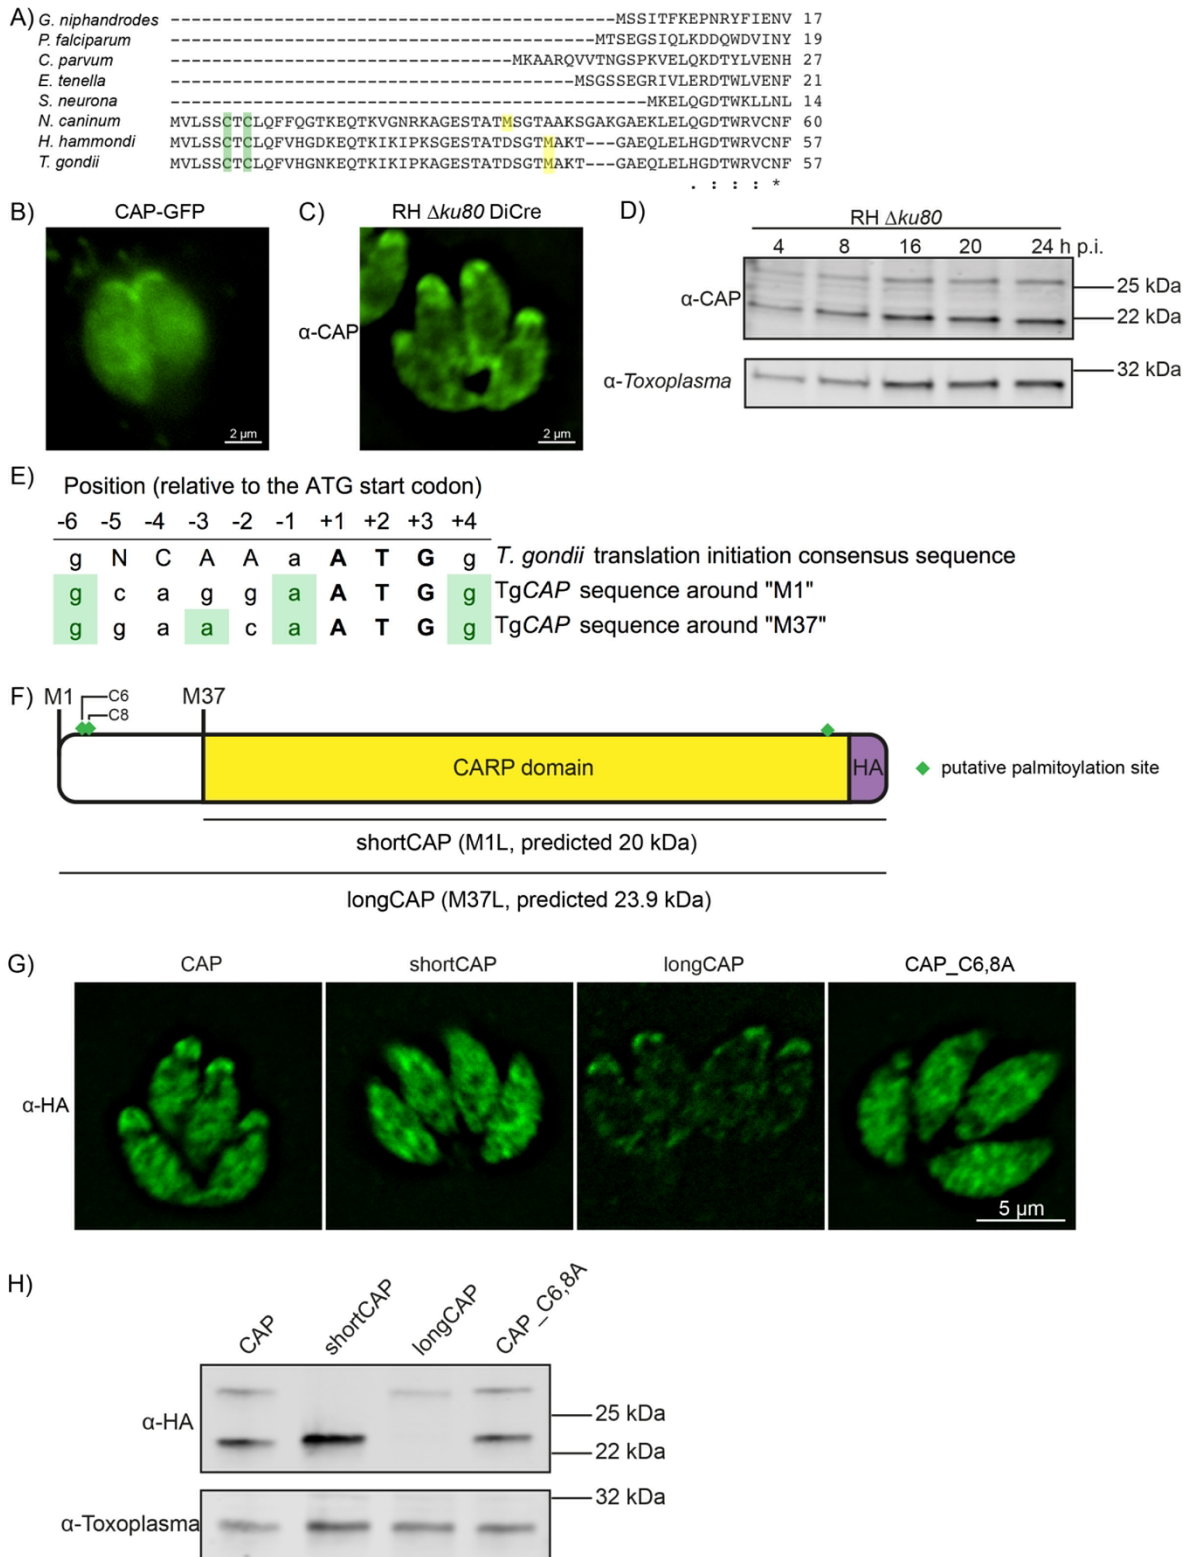 A)
G. niphandrodes -------------------------------------------MSSITFKEPNRYFIENV 17
P. falciparum -----------------------------------------MTSEGSIQLKDDQWDVINY 19
C. parvum ---------------------------------MKAARQVVTNGSPKVELQKDTYLVENH 27
E. tenella ---------------------------------------MSGSSEGRIVLERDTWLVENF 21
S. neurona ----------------------------------------------MKELQGDTWKLLNL 14
N. caninum MVLSSCTCLQFFQGTKEQTKVGNRKAGESTATMSGTAAKSGAKGAEKLELQGDTWRVCNF 60
H. hammondi MVLSSCTCLQFVHGDKEQTKIKIPKSGESTATDSGTMAKT---GAEQLELHGDTWRVCNF 57
T. gondii MVLSSCTCLQFVHGNKEQTKIKIPKAGESTATDSGTMAKT---GAEQLELHGDTWRVCNF 57
. : : : *
B) CAP-GFP
2 µm
C) RH Δku80 DiCre
α-CAP
2 µm
D) RH Δku80
4 8 16 20 24 h p.i.
α-CAP
25 kDa
22 kDa
α-Toxoplasma
32 kDa
E) Position (relative to the ATG start codon)
-6 -5 -4 -3 -2 -1 +1 +2 +3 +4
g N C A A a A T G g T. gondii translation initiation consensus sequence
g c a g g a A T G g TgCAP sequence around "M1"
g g a a c a A T G g TgCAP sequence around "M37"
F) M1 C6 C8 M37
CARP domain HA
putative palmitoylation site
shortCAP (M1L, predicted 20 kDa)
longCAP (M37L, predicted 23.9 kDa)
G) CAP shortCAP longCAP CAP_C6,8A
α-HA
5 µm
H) CAP shortCAP longCAP CAP_C6,8A
α-HA
25 kDa
22 kDa
32 kDa
α-Toxoplasma